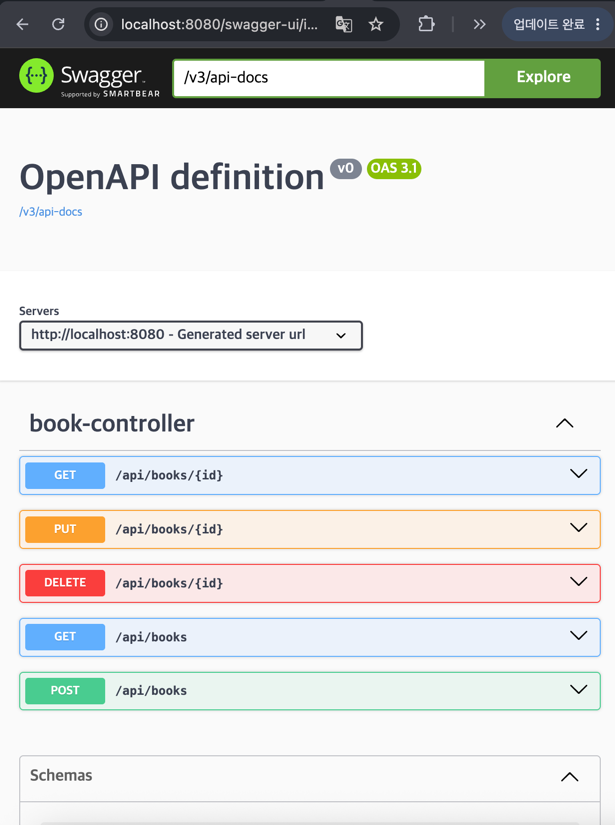 localhost:8080/swagger-ui/i...
업데이트 완료
Swagger
Supported by SMARTBEAR
/v3/api-docs
Explore
OpenAPI definition v0 OAS 3.1
/v3/api-docs
Servers
http://localhost:8080 - Generated server url
book-controller
GET /api/books/{id}
PUT /api/books/{id}
DELETE /api/books/{id}
GET /api/books
POST /api/books
Schemas